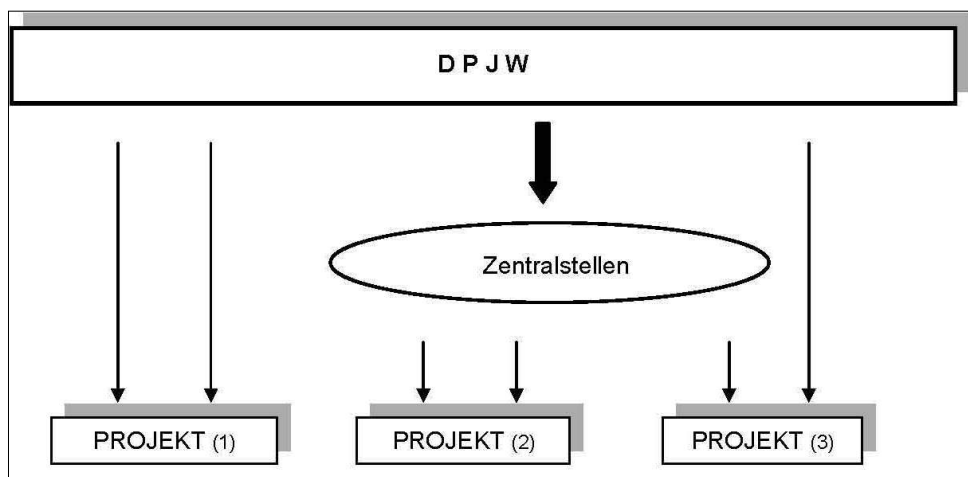 D P J W
Zentralstellen
PROJEKT (1)
PROJEKT (2)
PROJEKT (3)